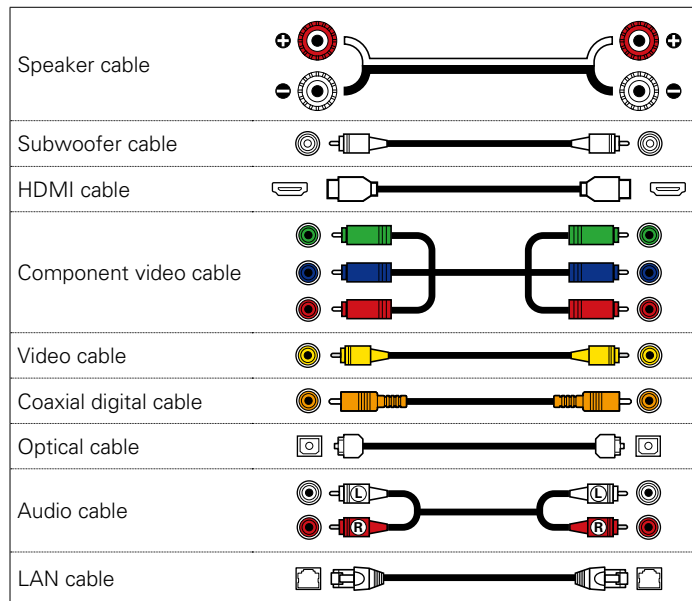 Speaker cable
Subwoofer cable
HDMI cable
Component video cable
Video cable
Coaxial digital cable
Optical cable
L L
Audio cable
R R
LAN cable